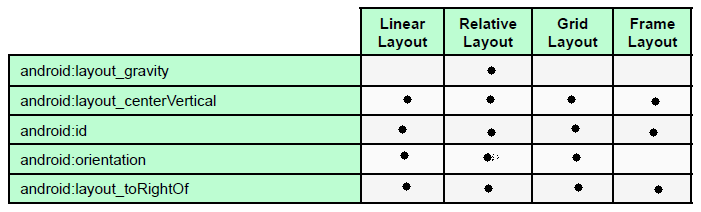 Linear Layout
Relative Layout
Grid Layout
Frame Layout
android:layout_gravity
android:layout_centerVertical
android:id
android:orientation
android:layout_toRightOf